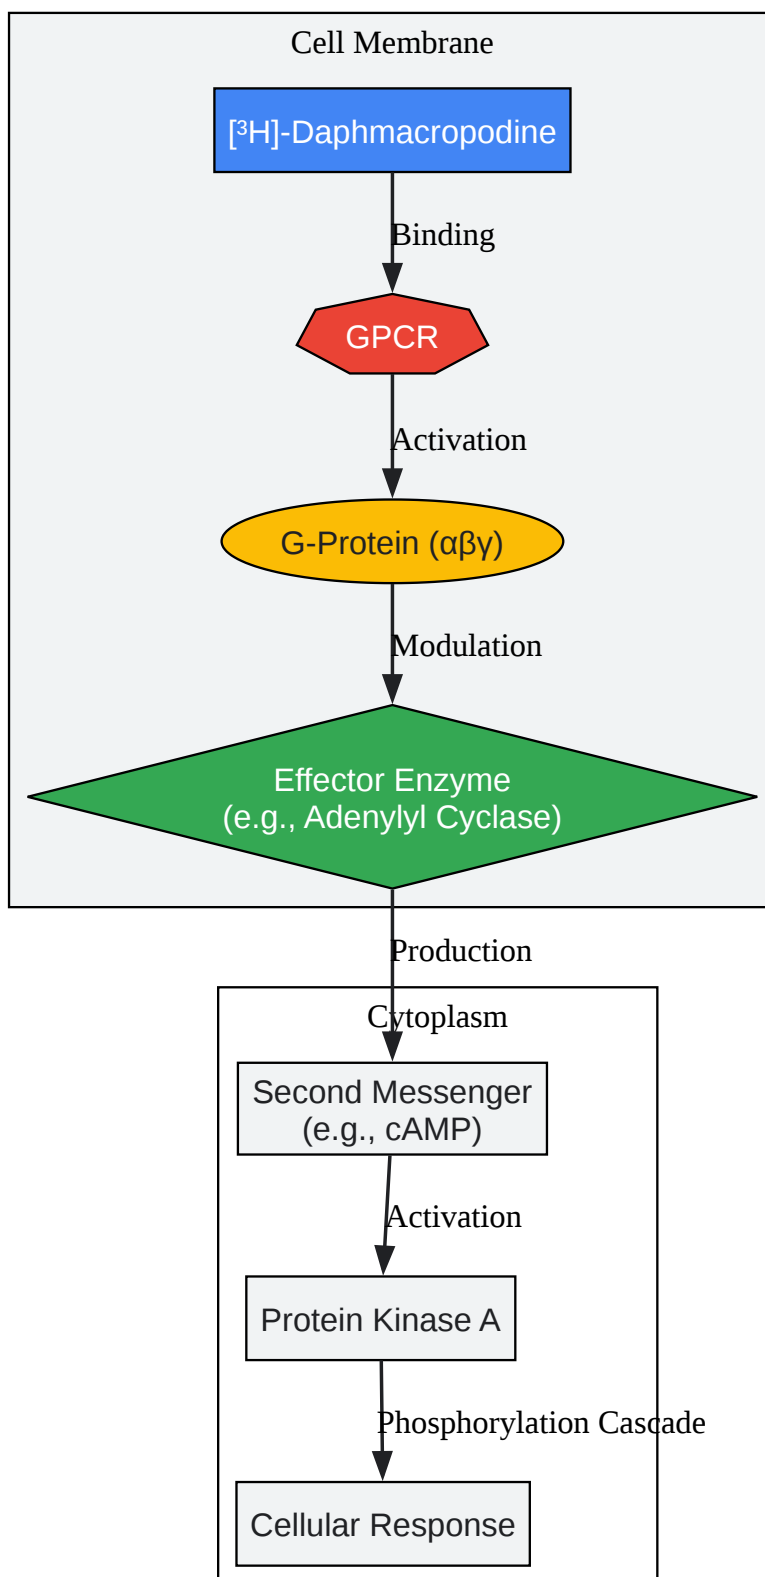 Cell Membrane
[³H]-Daphmacropodine
Binding
GPCR
Activation
G-Protein (αβγ)
Modulation
Effector Enzyme
(e.g., Adenylyl Cyclase)
Production
Cytoplasm
Second Messenger
(e.g., cAMP)
Activation
Protein Kinase A
Phosphorylation Cascade
Cellular Response